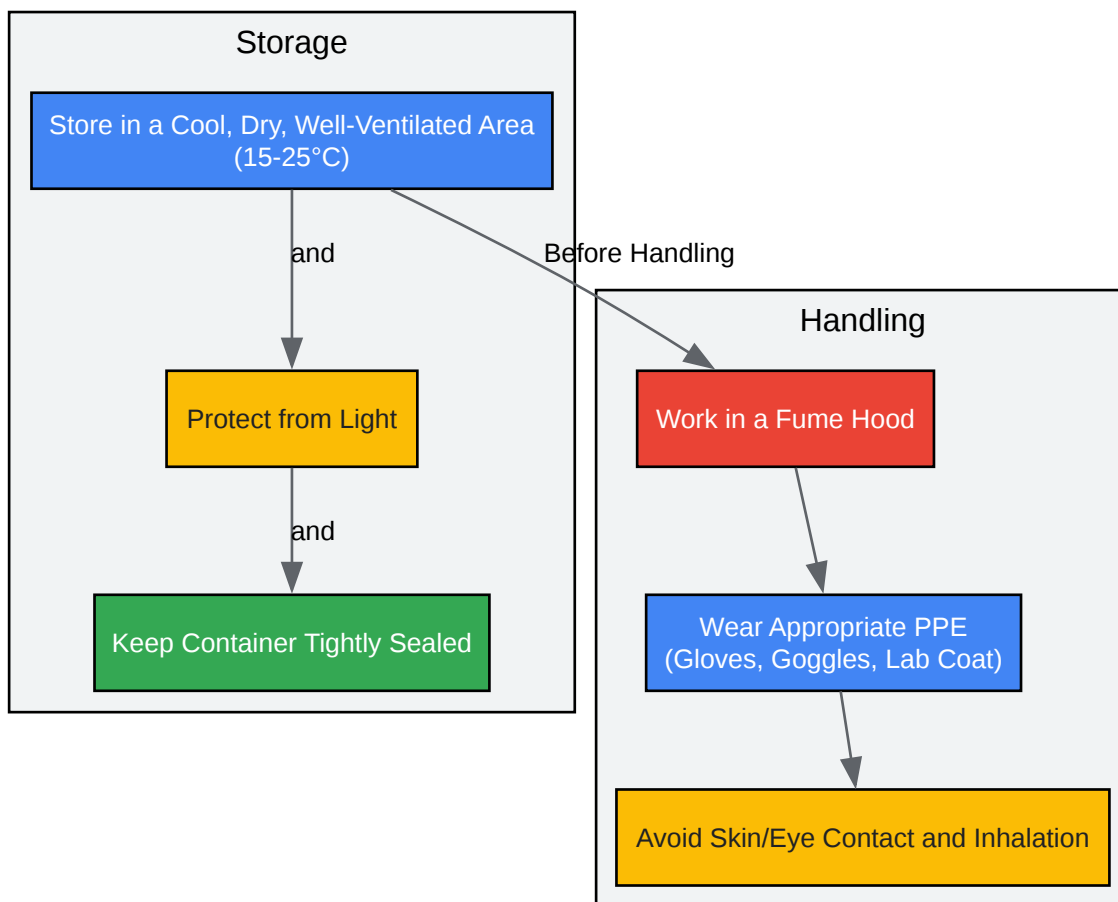 Storage
Store in a Cool, Dry, Well-Ventilated Area
(15-25°C)
and
Before Handling
Handling
Protect from Light
Work in a Fume Hood
and
Keep Container Tightly Sealed
Wear Appropriate PPE
(Gloves, Goggles, Lab Coat)
Avoid Skin/Eye Contact and Inhalation